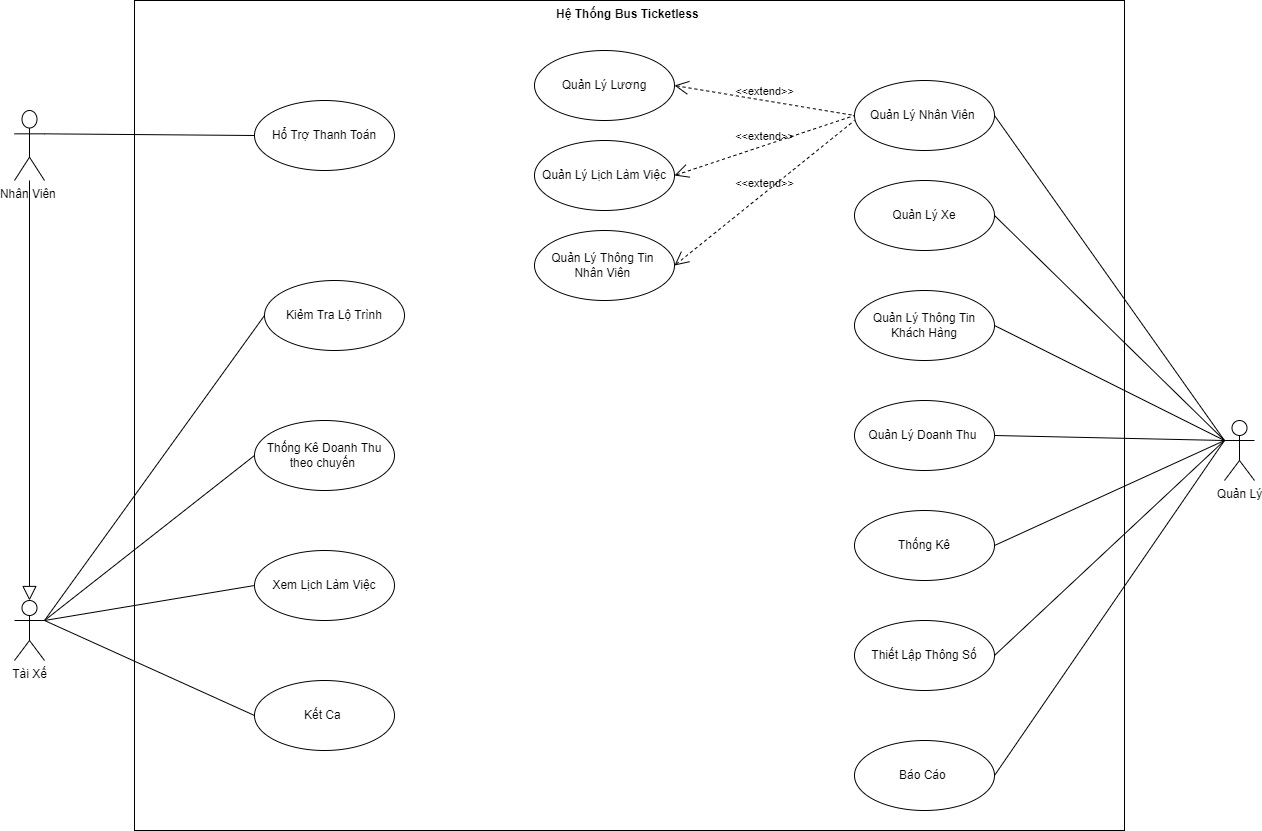 Hệ Thống Bus Ticketless
Quản Lý Lương
<<extend>>
Quản Lý Nhân Viên
Hổ Trợ Thanh Toán
<<extend>>
Quản Lý Lịch Làm Việc
<<extend>>
Nhân Viên
Quản Lý Xe
Quản Lý Thông Tin
Nhân Viên
Kiểm Tra Lộ Trình
Quản Lý Thông Tin
Khách Hàng
Thống Kê Doanh Thu
theo chuyến
Quản Lý Doanh Thu
Quản Lý
Thống Kê
Xem Lịch Làm Việc
Tài Xế
Thiết Lập Thông Số
Kết Ca
Báo Cáo